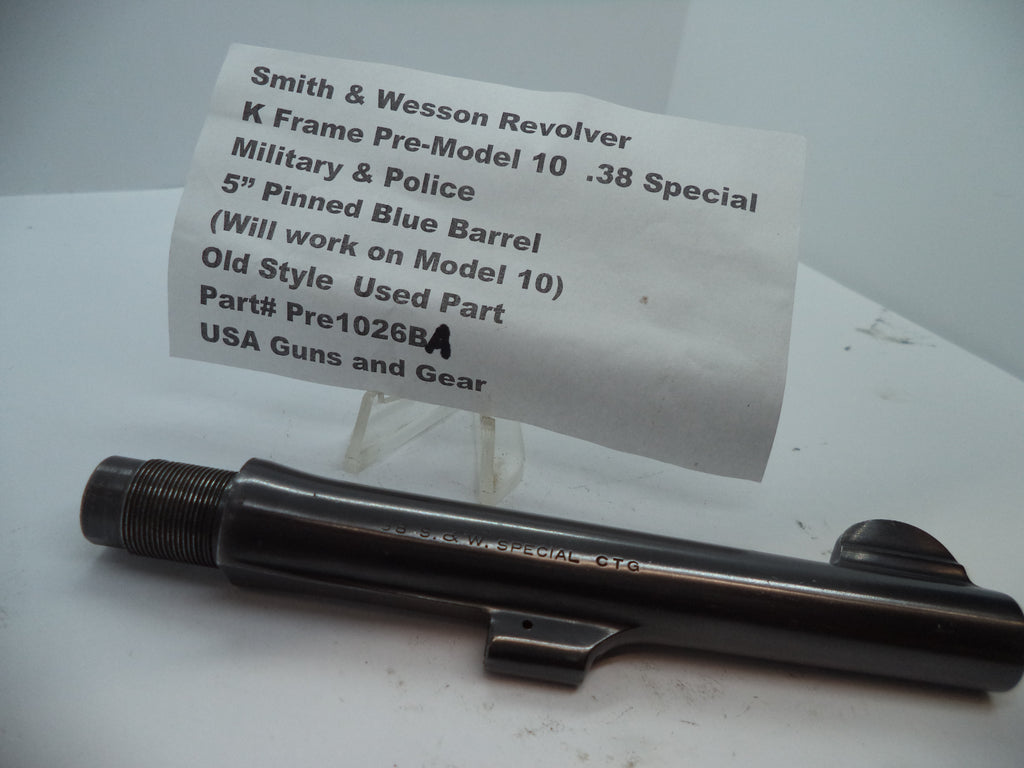 Smith & Wesson Revolver
K Frame Pre-Model 10 .38 Special
Military & Police
5” Pinned Blue Barrel
(Will work on Model 10)
Old Style Used Part
Part# Pre1026BA
USA Guns and Gear
38 S. & W. SPECIAL CTG